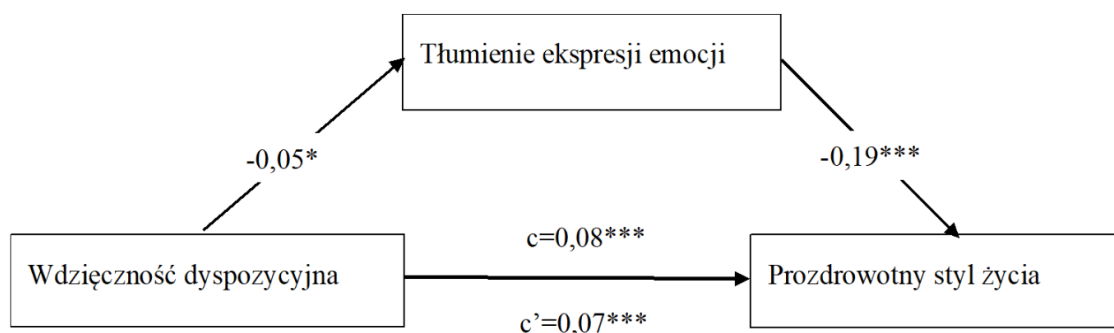 Tłumienie ekspresji emocji
-0,05*
-0,19***
c=0,08***
Wdzięczność dyspozycyjna
Prozdrowotny styl życia
c’=0,07***